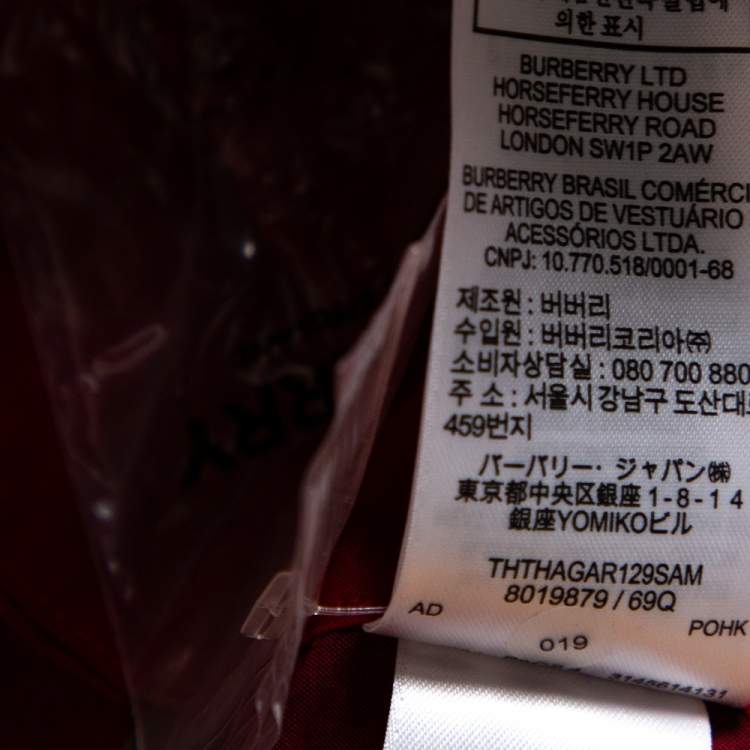 의한 표시
BURBERRY LTD
HORSEFERRY HOUSE
HORSEFERRY ROAD
LONDON SW1P 2AW
BURBERRY BRASIL COMÉRCI
DE ARTIGOS DE VESTUÁRIO
ACESSÓRIOS LTDA.
CNPJ: 10.770.518/0001-68
제조원 : 버버리
수입원 : 버버리코리아㈜
소비자상담실 : 080 700 880
주 소 : 서울시 강남구 도산대로
459번지
バーバリー・ジャパン㈱
東京都中央区銀座 1-8-14
銀座YOMIKOビル
THTHAGAR129SAM
8019879 / 69Q
AD
POHK
019
3148614131